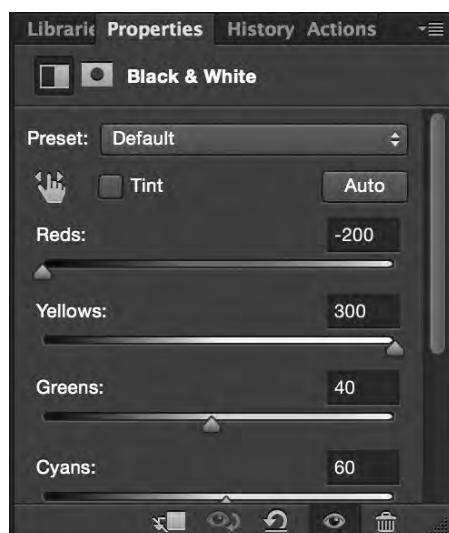 Librarie Properties History Actions
Black & White
Preset: Default
Tint Auto
Reds: -200
Yellows: 300
Greens: 40
Cyans: 60